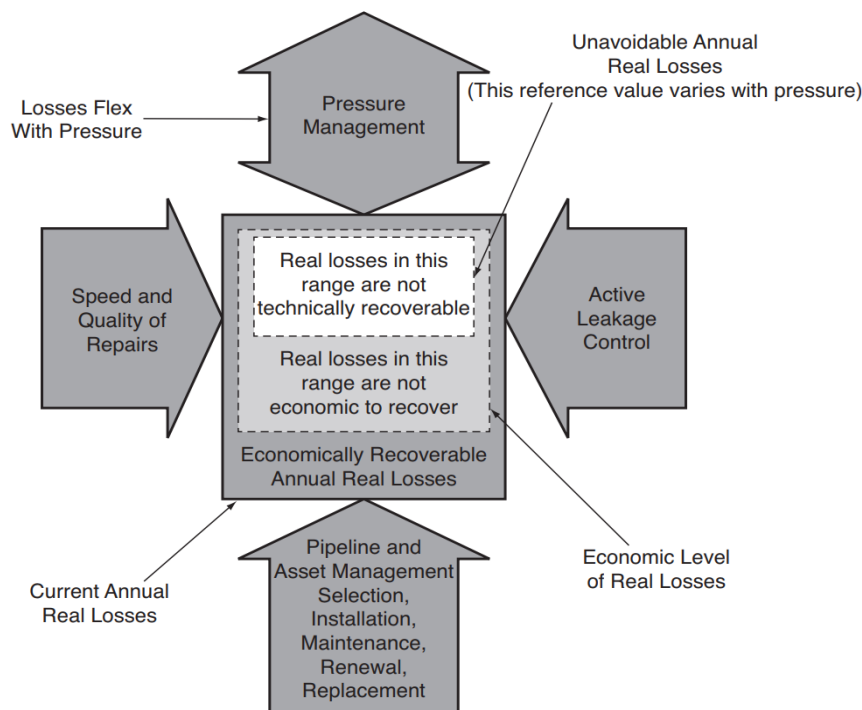 Unavoidable Annual
Real Losses
(This reference value varies with pressure)
Losses Flex
With Pressure
Pressure
Management
Speed and
Quality of
Repairs
Real losses in this
range are not
technically recoverable
Real losses in this
range are not
economic to recover
Economically Recoverable
Annual Real Losses
Active
Leakage
Control
Current Annual
Real Losses
Pipeline and
Asset Management
Selection,
Installation,
Maintenance,
Renewal,
Replacement
Economic Level
of Real Losses